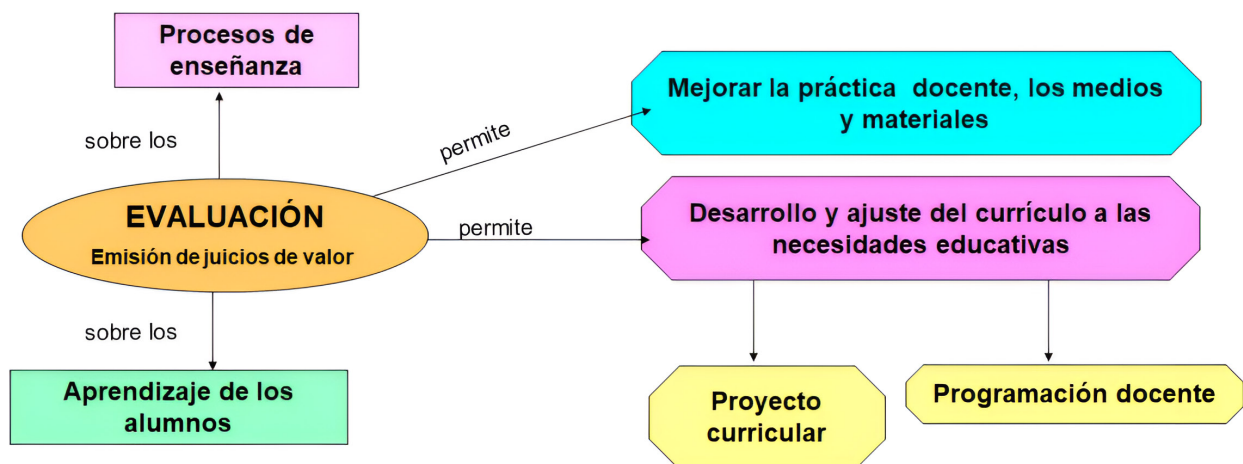 Procesos de
enseñanza
sobre los
EVALUACIÓN
Emisión de juicios de valor
sobre los
Aprendizaje de los
alumnos
permite
Mejorar la práctica docente, los medios
y materiales
permite
Desarrollo y ajuste del currículo a las
necesidades educativas
Proyecto
curricular
Programación docente